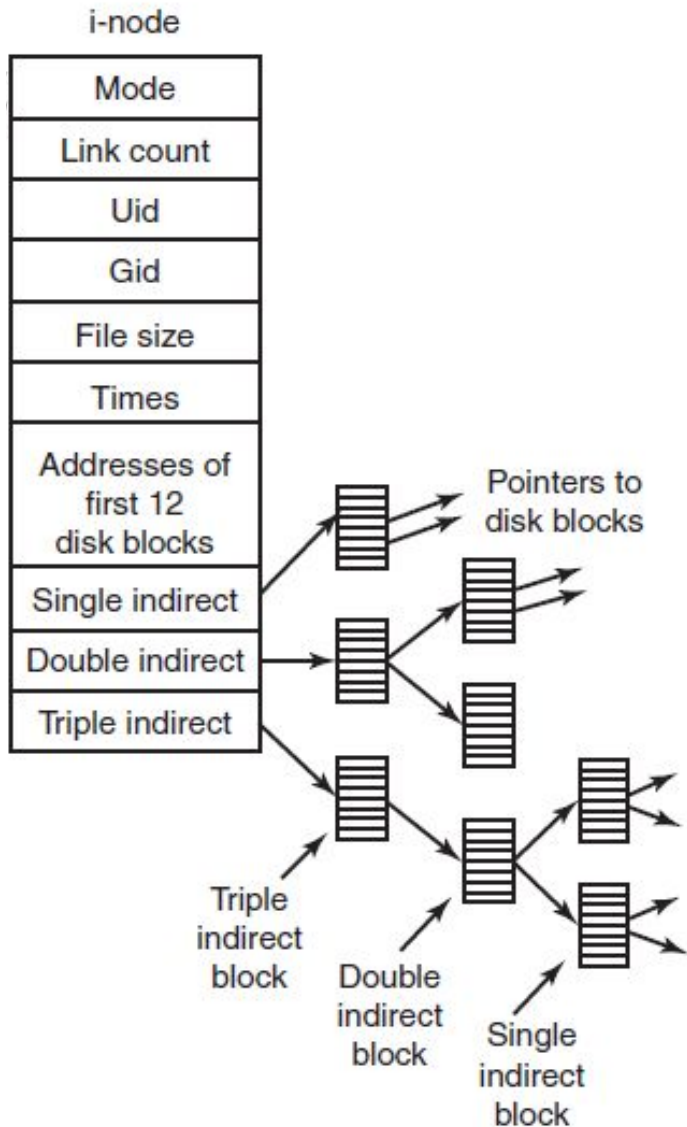 i-node
Mode
Link count
Uid
Gid
File size
Times
Addresses of
first 12
disk blocks
Single indirect
Double indirect
Triple indirect
Pointers to
disk blocks
Triple
indirect
block
Double
indirect
block
Single
indirect
block